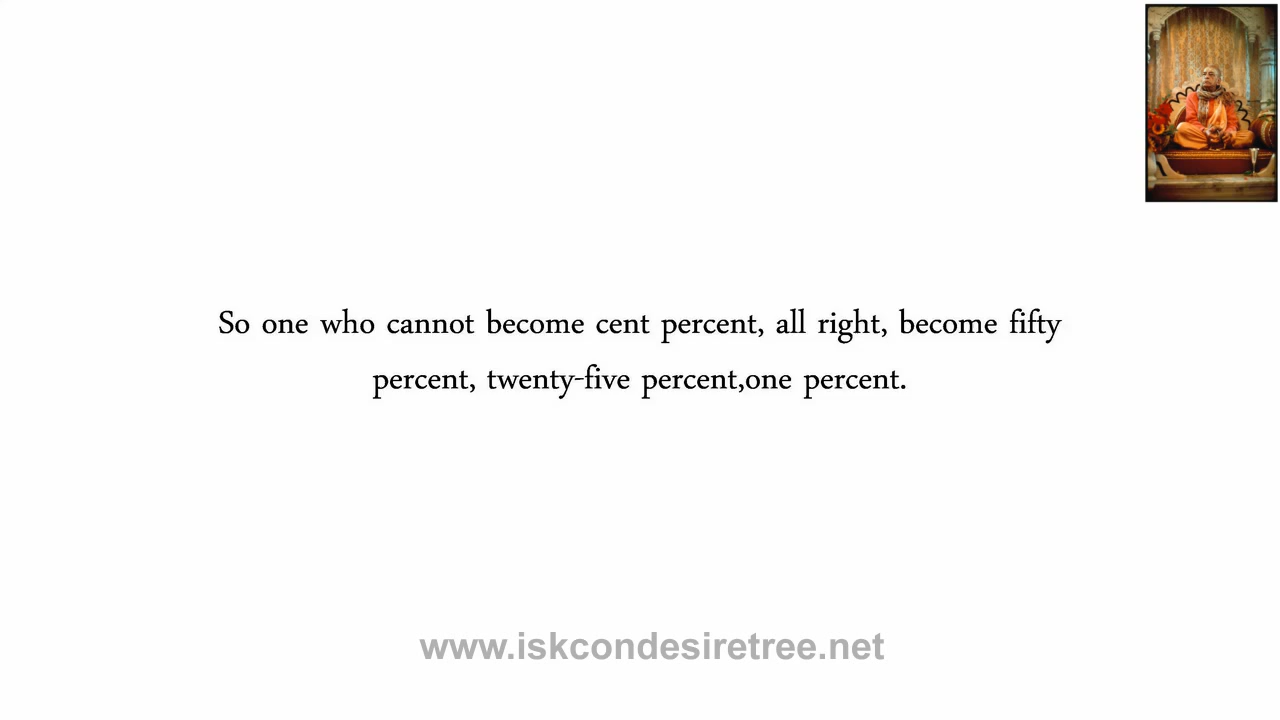 So one who cannot become cent percent, all right, become fifty
percent, twenty-five percent,one percent.
www.iskcondesiretree.net